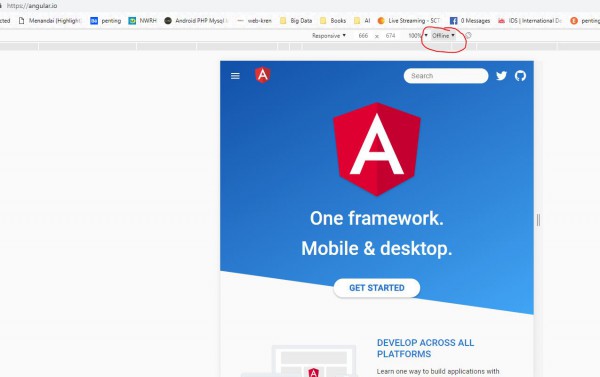 https://angular.io
cted Menandai (Highligh penting NWRH Android PHP Mysql k web-kren Big Data Books AI Live Streaming - SCT 0 Messages IDS | International D penting
Responsive ▼ 666 × 674 100% ▼ Offline ▼
A
Search
A
One framework.
Mobile & desktop.
GET STARTED
DEVELOP ACROSS ALL
PLATFORMS
Learn one way to build applications with